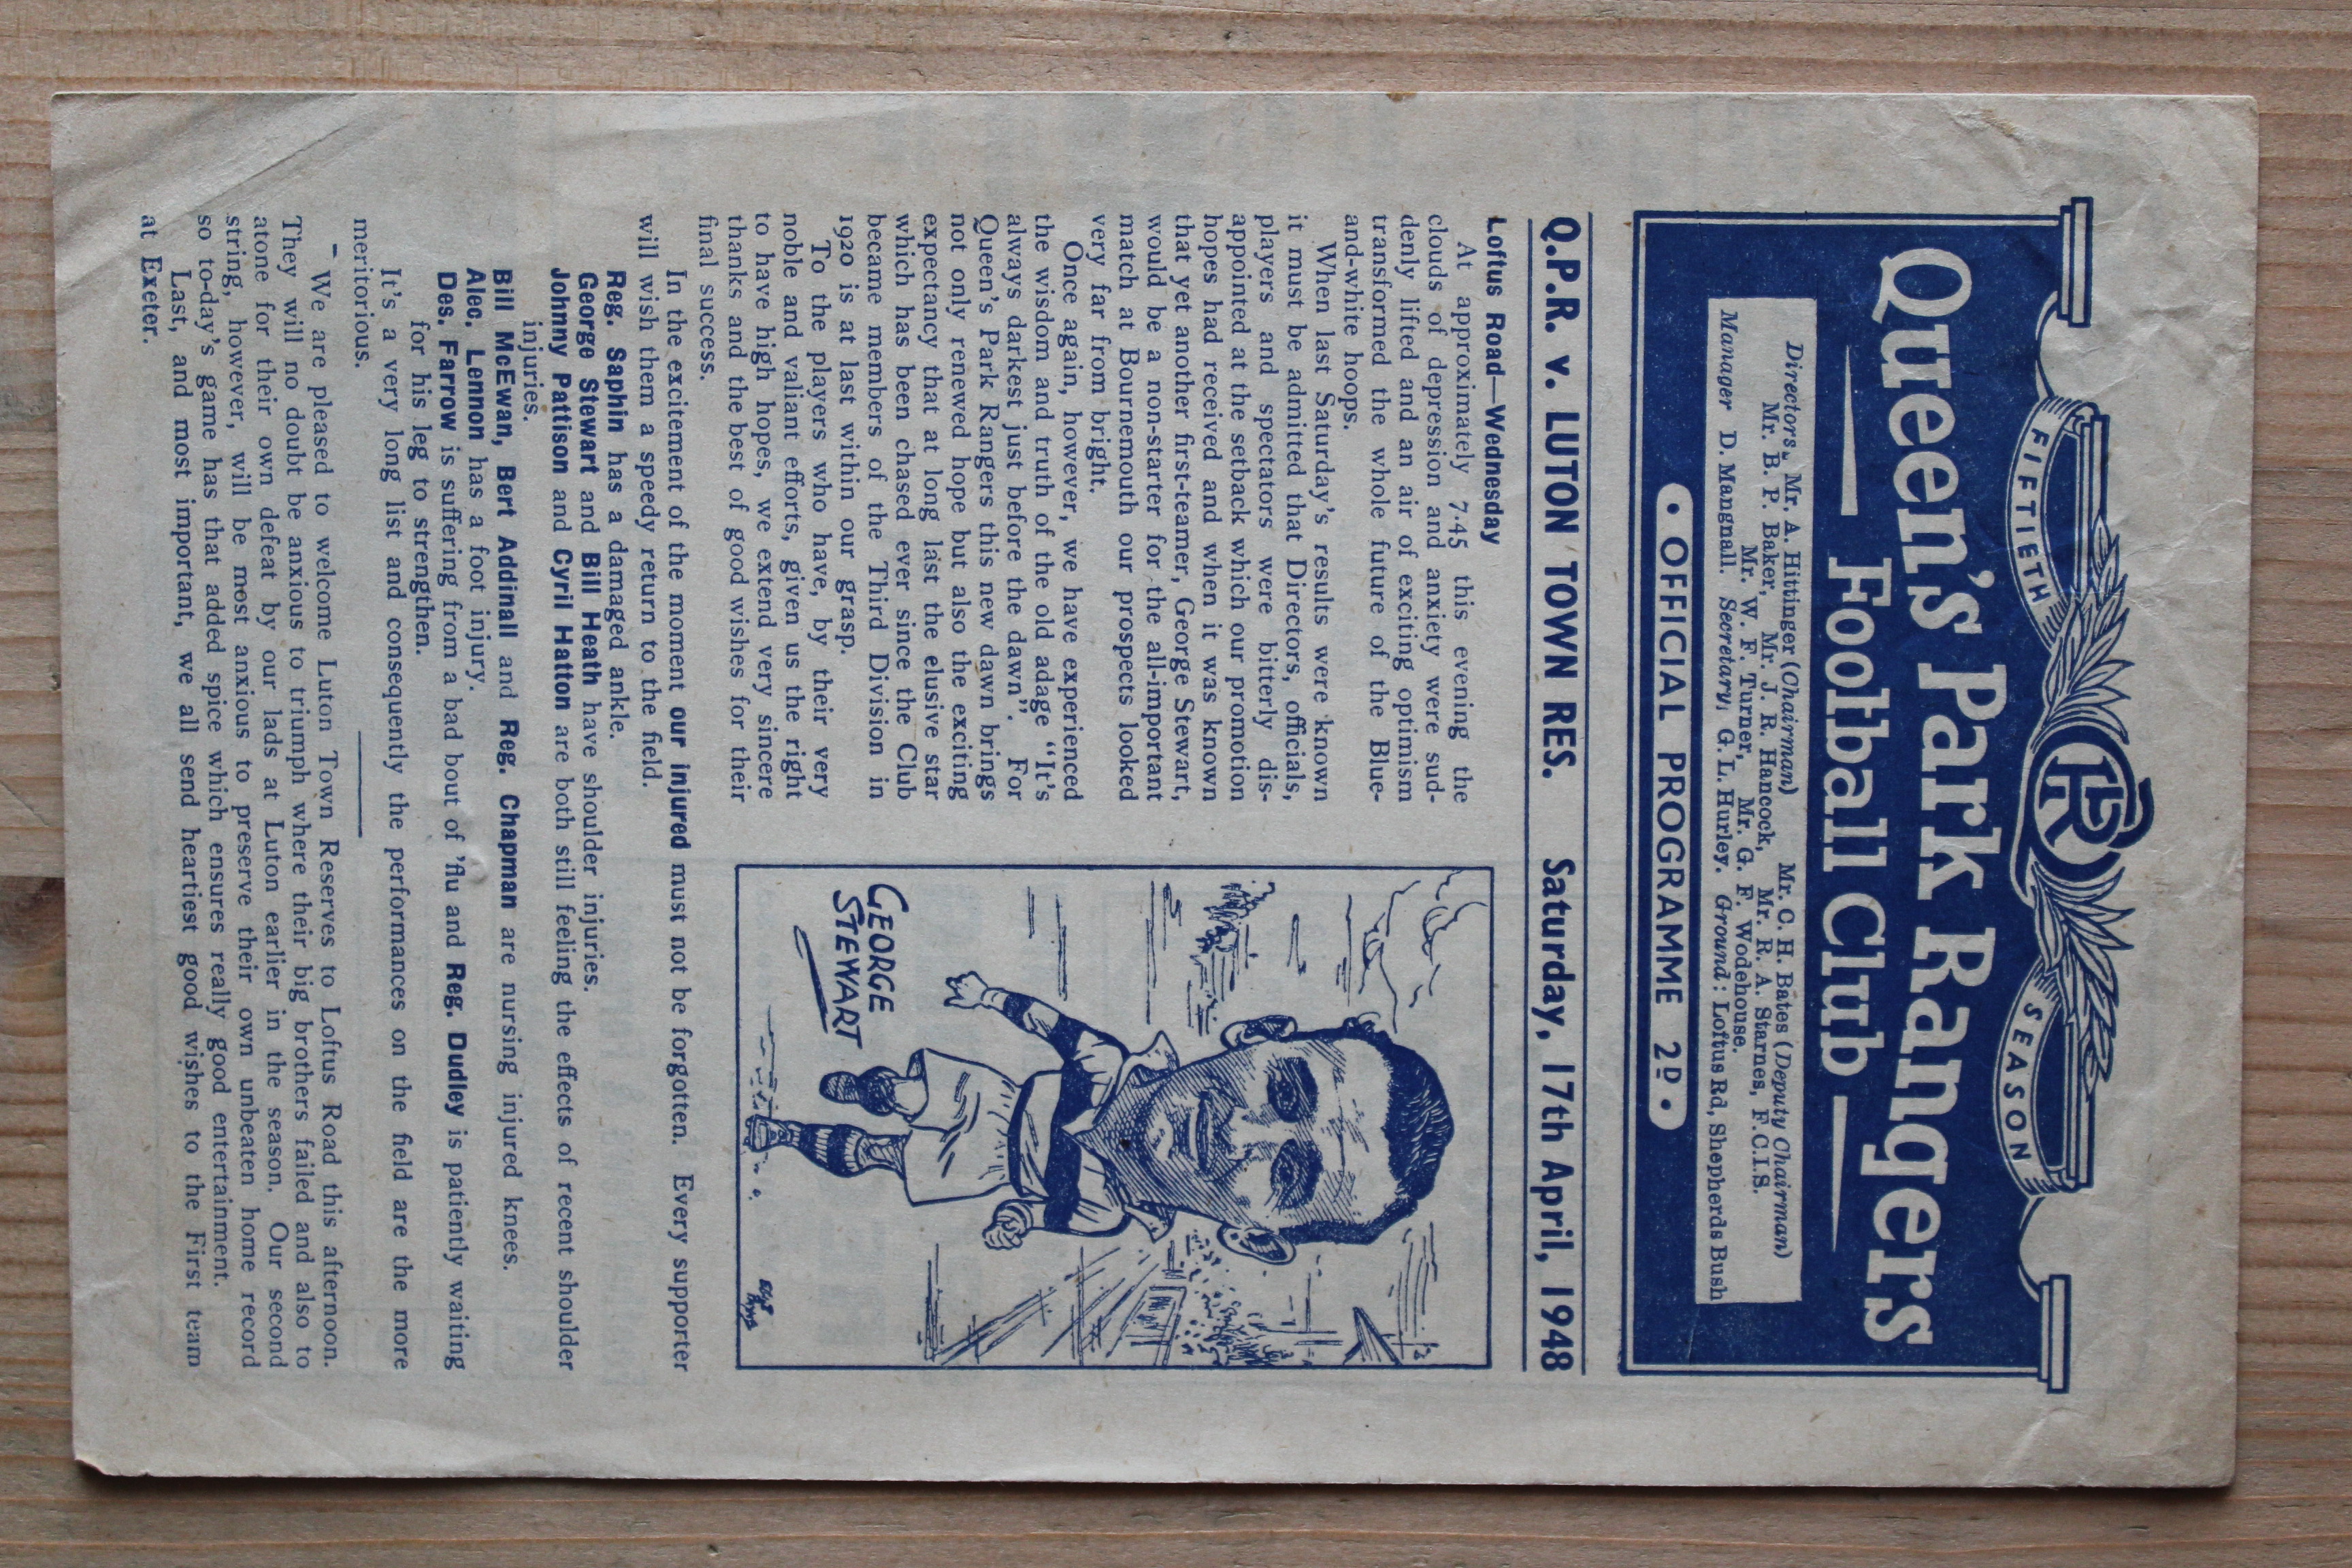 FIFTIETH SEASON
Queen's Park Rangers
Football Club
Directors, Mr. A. Hittinger (Chairman) Mr. C. H. Bates (Deputy Chairman)
Mr. B. P. Baker, Mr. J. R. Hancock, Mr. R. A. Starnes, F.C.I.S.
Mr. W. F. Turner, Mr. G. F. Wodehouse.
Manager D. Mangnall. Secretary, G. L. Hurley. Ground: Loftus Rd, Shepherds Bush
• OFFICIAL PROGRAMME 2D •
Q.P.R. v. LUTON TOWN RES. Saturday, 17th April, 1948
Loftus Road—Wednesday
At approximately 7-45 this evening the
clouds of depression and anxiety were sud-
denly lifted and an air of exciting optimism
transformed the whole future of the Blue-
and-white hoops.
When last Saturday's results were known
it must be admitted that Directors, officials,
players and spectators were bitterly dis-
appointed at the setback which our promotion
hopes had received and when it was known
that yet another first-teamer, George Stewart,
would be a non-starter for the all-important
match at Bournemouth our prospects looked
very far from bright.
Once again, however, we have experienced
the wisdom and truth of the old adage "It's
always darkest just before the dawn". For
Queen's Park Rangers this new dawn brings
not only renewed hope but also the exciting
expectancy that at long last the elusive star
which has been chased ever since the Club
became members of the Third Division in
1920 is at last within our grasp.
To the players who have, by their very
noble and valiant efforts, given us the right
to have high hopes, we extend very sincere
thanks and the best of good wishes for their
final success.
GEORGE
STEWART
In the excitement of the moment our injured must not be forgotten. Every supporter
will wish them a speedy return to the field.
Reg. Saphin has a damaged ankle.
George Stewart and Bill Heath have shoulder injuries.
Johnny Pattison and Cyril Hatton are both still feeling the effects of recent shoulder
injuries.
Bill McEwan, Bert Addinall and Reg. Chapman are nursing injured knees.
Alec. Lennon has a foot injury.
Des. Farrow is suffering from a bad bout of 'flu and Reg. Dudley is patiently waiting
for his leg to strengthen.
It's a very long list and consequently the performances on the field are the more
meritorious.
We are pleased to welcome Luton Town Reserves to Loftus Road this afternoon.
They will no doubt be anxious to triumph where their big brothers failed and also to
atone for their own defeat by our lads at Luton earlier in the season. Our second
string, however, will be most anxious to preserve their own unbeaten home record
so to-day's game has that added spice which ensures really good entertainment.
Last, and most important, we all send heartiest good wishes to the First team
at Exeter.